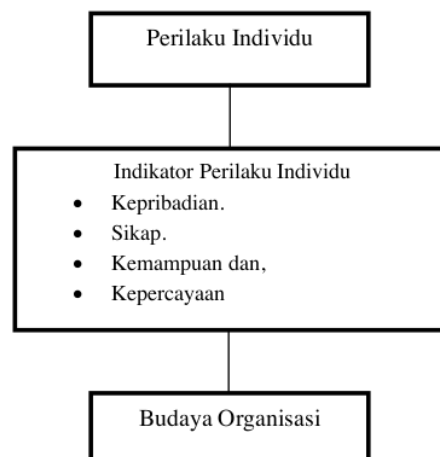 Perilaku Individu
Indikator Perilaku Individu
• Kepribadian.
• Sikap.
• Kemampuan dan,
• Kepercayaan
Budaya Organisasi